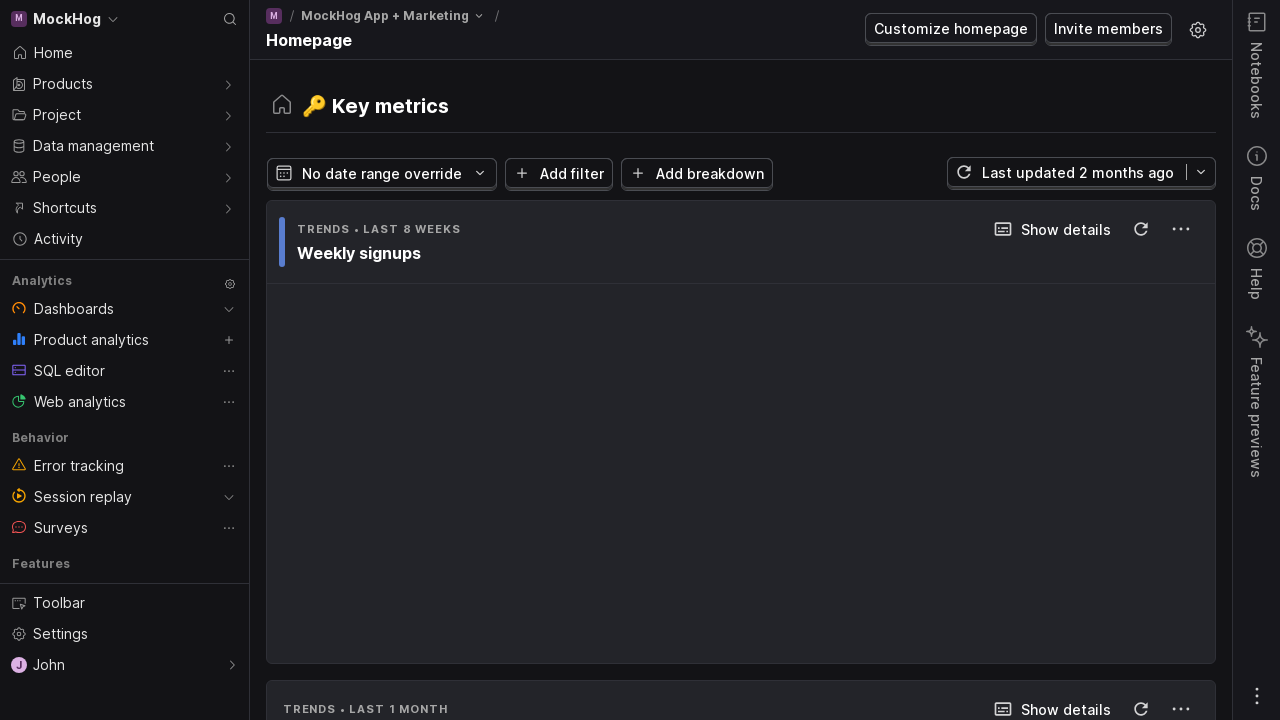 M MockHog
Home
Products
Project
Data management
People
Shortcuts
Activity
Analytics
Dashboards
Product analytics
SQL editor
Web analytics
Behavior
Error tracking
Session replay
Surveys
Features
Toolbar
Settings
J John
M / MockHog App + Marketing /
Homepage
Customize homepage
Invite members
🔑 Key metrics
No date range override
Add filter
Add breakdown
Last updated 2 months ago
TRENDS • LAST 8 WEEKS
Show details
Weekly signups
TRENDS • LAST 1 MONTH
Show details
Notebooks
Docs
Help
Feature previews